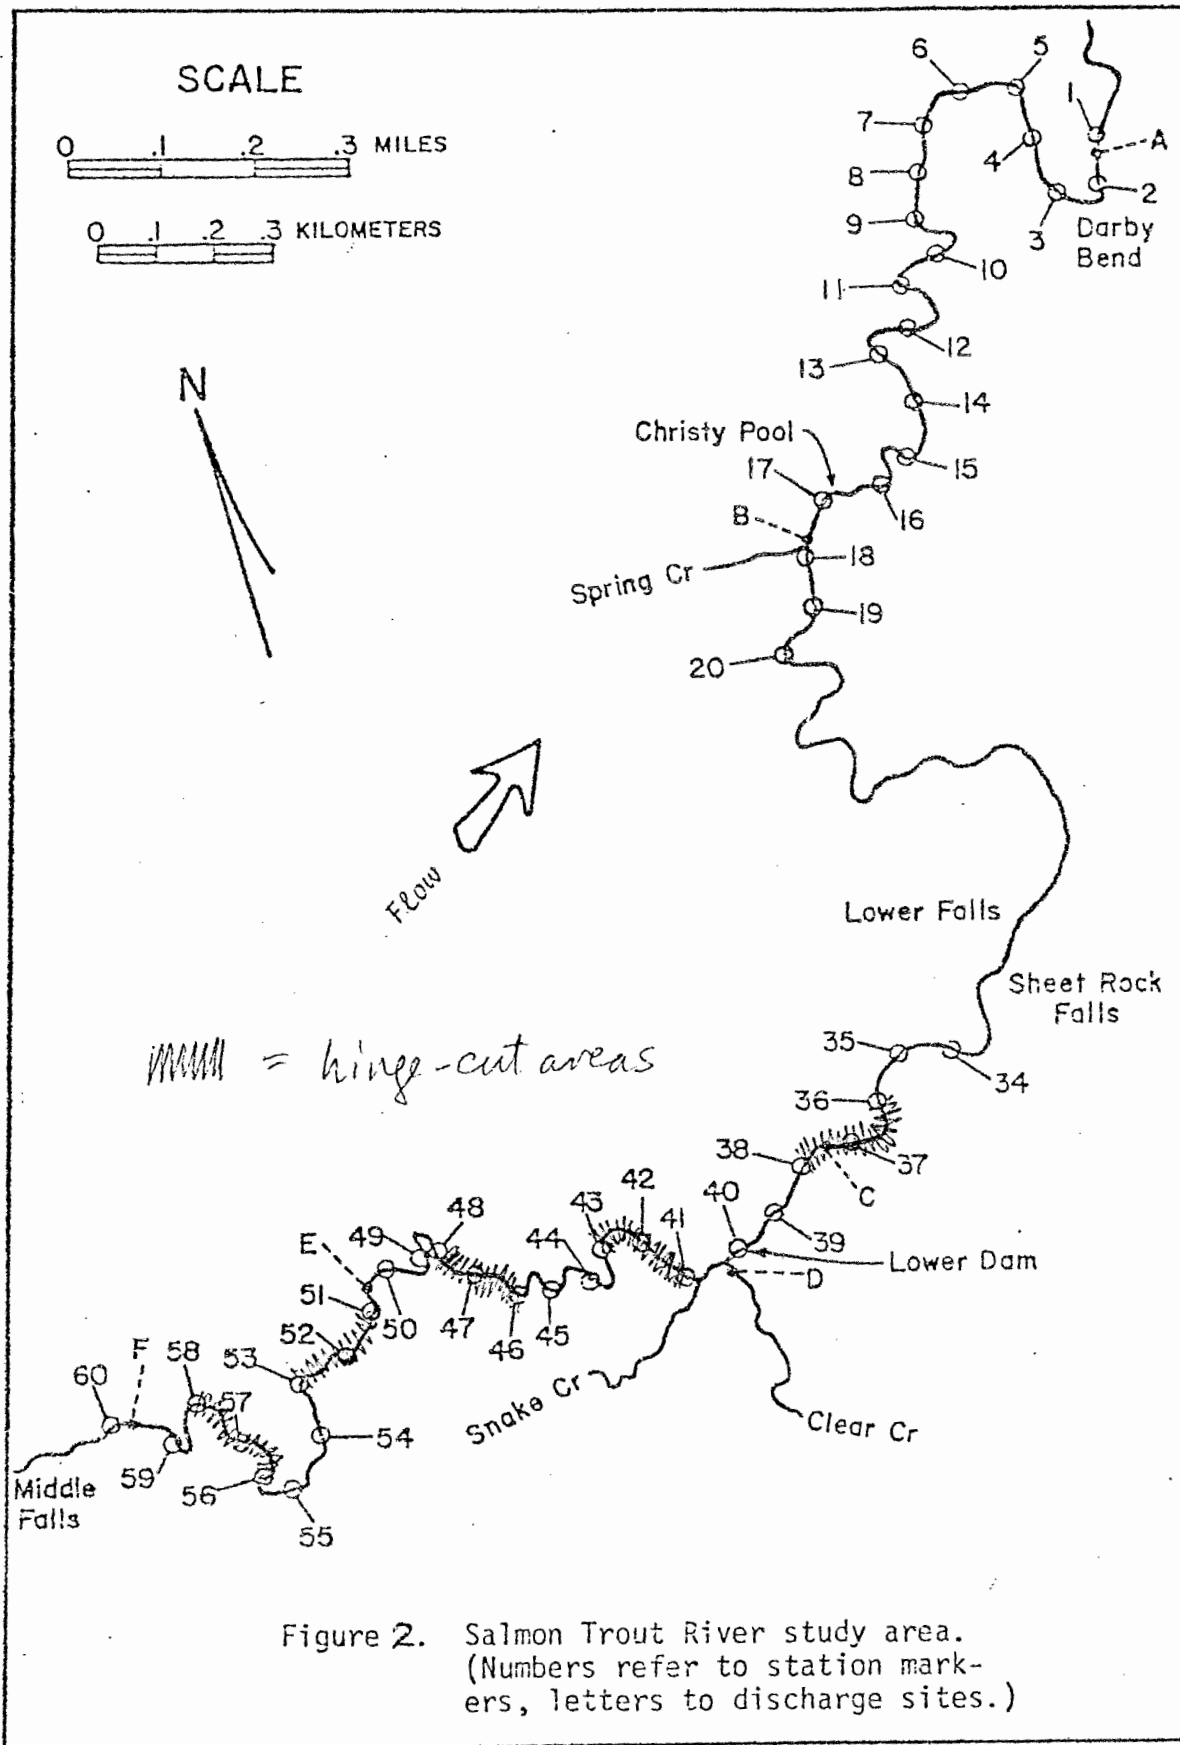 SCALE
0 .1 .2 .3 MILES
0 .1 .2 .3 KILOMETERS
N
6
5
1
7
A
4
8
2
9
3
Darby
Bend
10
11
12
13
14
Christy Pool
15
17
16
B
18
Spring Cr
19
20
Flow
Lower Falls
Sheet Rock
Falls
35
34
= hinge-cut areas
36
38
37
C
42
43
40
41
48
39
49
44
E
Lower Dam
D
51
50
47
45
46
52
F
58
53
60
57
Snake Cr
Clear Cr
54
59
56
Middle
Falls
55
Figure 2. Salmon Trout River study area.
(Numbers refer to station mark-
ers, letters to discharge sites.)